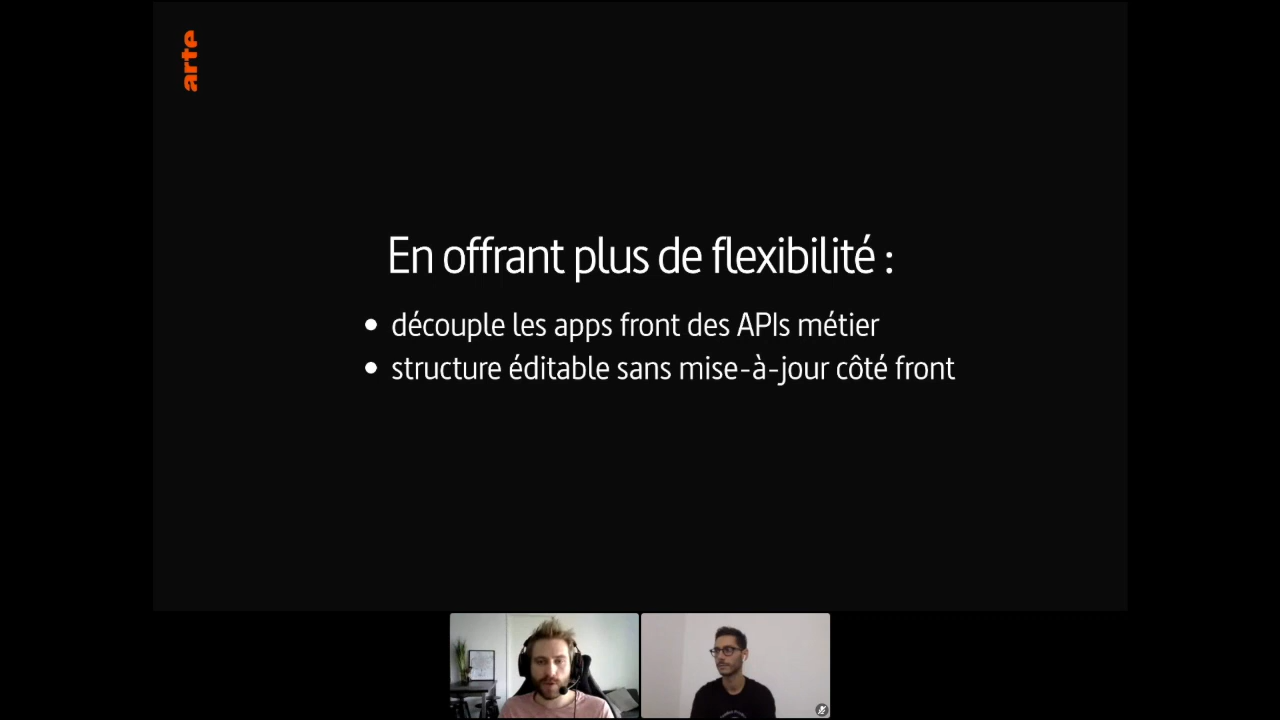 arte
En offrant plus de flexibilité :
découple les apps front des APIs métier
structure éditable sans mise-à-jour côté front